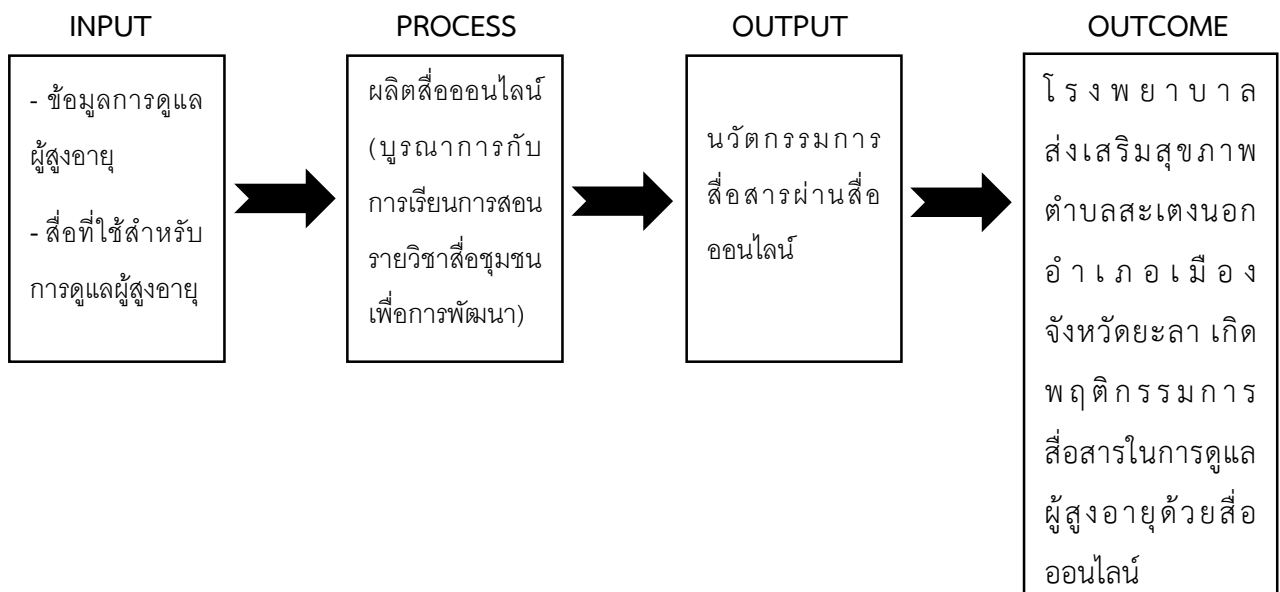 INPUT
- ข้อมูลการดูแล
ผู้สูงอายุ
- สื่อที่ใช้สำหรับ
การดูแลผู้สูงอายุ
PROCESS
ผลิตสื่อออนไลน์
(บูรณาการกับ
การเรียนการสอน
รายวิชาสื่อชุมชน
เพื่อการพัฒนา)
OUTPUT
นวัตกรรมการ
สื่อสารผ่านสื่อ
ออนไลน์
OUTCOME
โรงพยาบาล
ส่งเสริมสุขภาพ
ตำบลสะเตงนอก
อำเภอเมือง
จังหวัดยะลา เกิด
พฤติกรรมการ
สื่อสารในการดูแล
ผู้สูงอายุด้วยสื่อ
ออนไลน์